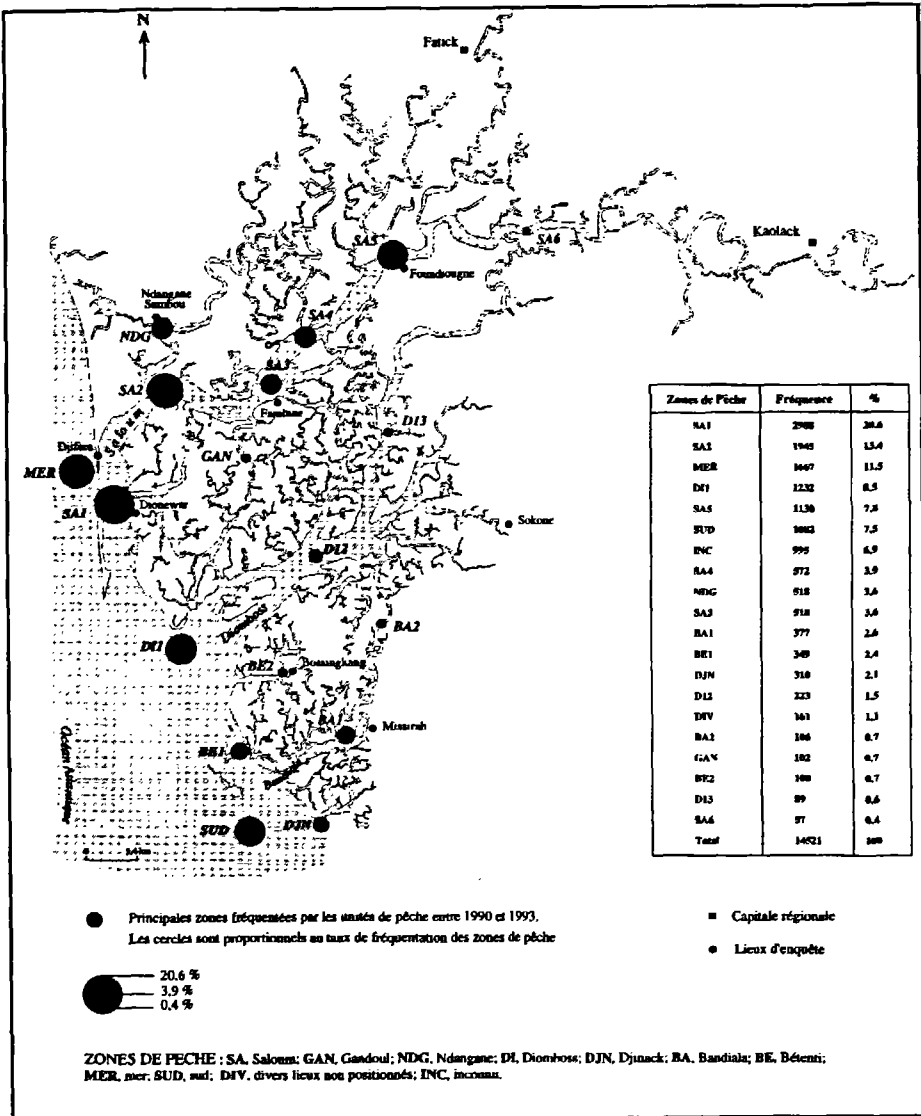 N
Fatick
SA5
SA6
Kaolack
Foundiougne
Ndangane
Sambou
NDG
SA4
SA3
SA2
Famlane
DI3
Saloum
Djifere
GAN
MER
SA1
Dionewar
Sokone
DI2
Diomboss
BA2
DI1
BE2
Bossingkang
BA1
Missirah
BE1
Océan Atlantique
SUD
DJN
Zones de Pêche Fréquence %
SA1 2988 20.6
SA2 1945 13.4
MER 1667 11.5
DI1 1232 8.5
SA5 1130 7.8
SUD 7.5
INC 995 6.9
SA4 572 3.9
NDG 518 3.6
SA3 518 3.6
BA1 377 2.6
BE1 349 2.4
DJN 310 2.1
DI2 223 1.5
DIV 161 1.1
BA2 106 0.7
GAN 102 0.7
BE2 100 0.7
DI3 89 0.6
SA6 57 0.4
Total 14521 100
Principales zones fréquentées par les unités de pêche entre 1990 et 1993.
Les cercles sont proportionnels au taux de fréquentation des zones de pêche
Capitale régionale
Lieux d'enquête
20.6 %
3.9 %
0.4 %
ZONES DE PECHE : SA, Saloum; GAN, Gandoul; NDG, Ndangane; DI, Diomboss; DJN, Djinack; BA, Bandiala; BE, Bétenti;
MER, mer; SUD, sud; DIV, divers lieux non positionnés; INC, inconnu.